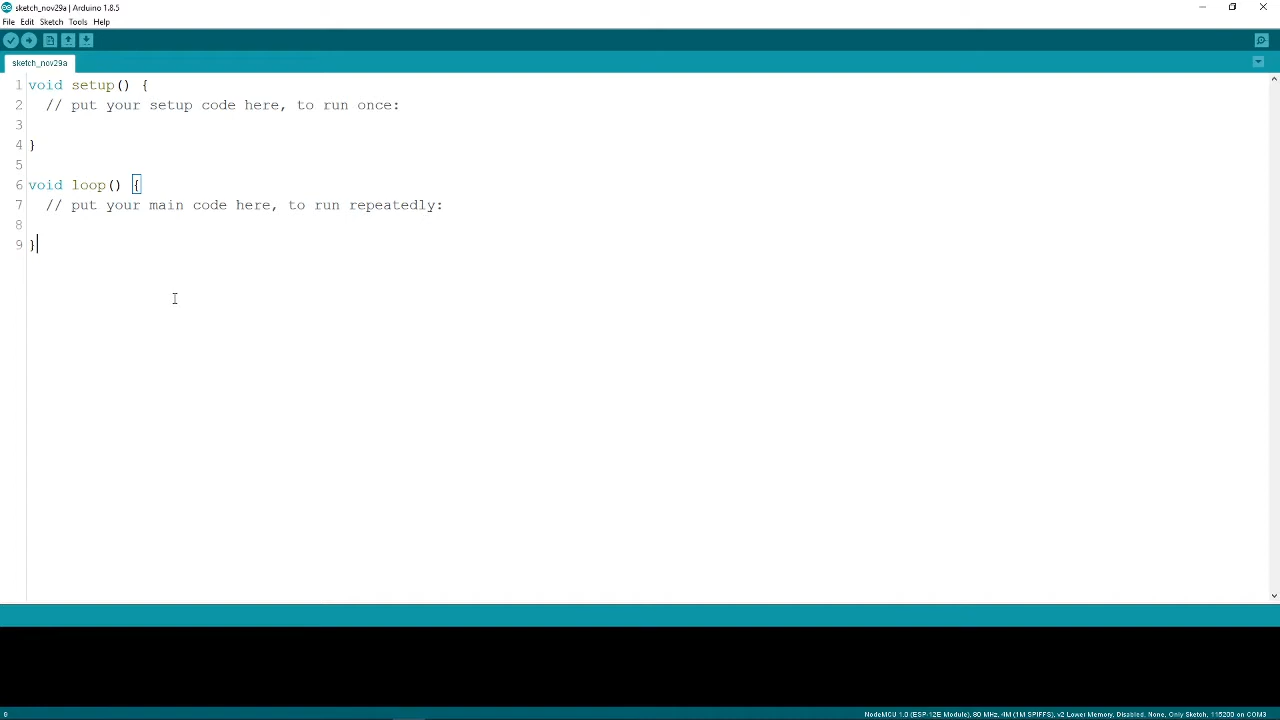 sketch_nov29a | Arduino 1.8.5
File Edit Sketch Tools Help
sketch_nov29a
1 void setup() {
2 // put your setup code here, to run once:
3
4 }
5
6 void loop() {
7 // put your main code here, to run repeatedly:
8
9 }
9 NodeMCU 1.0 (ESP-12E Module), 80 MHz, 4M (1M SPIFFS), v2 Lower Memory, Disabled, None, Only Sketch, 115200 on COM3